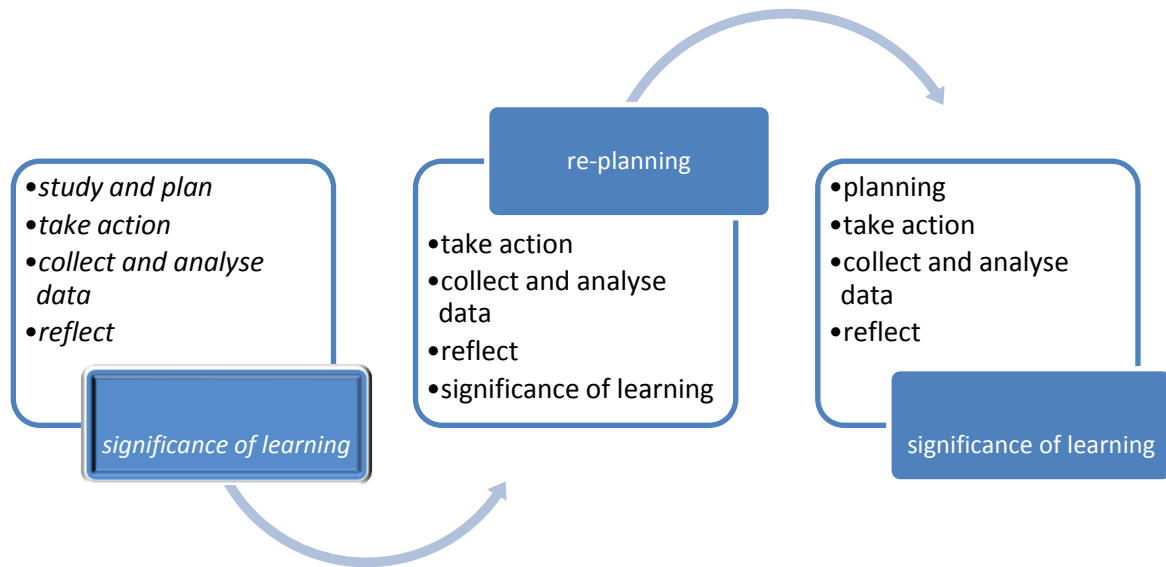 •study and plan
•take action
•collect and analyse
data
•reflect
significance of learning
re-planning
•take action
•collect and analyse
data
•reflect
•significance of learning
•planning
•take action
•collect and analyse
data
•reflect
significance of learning